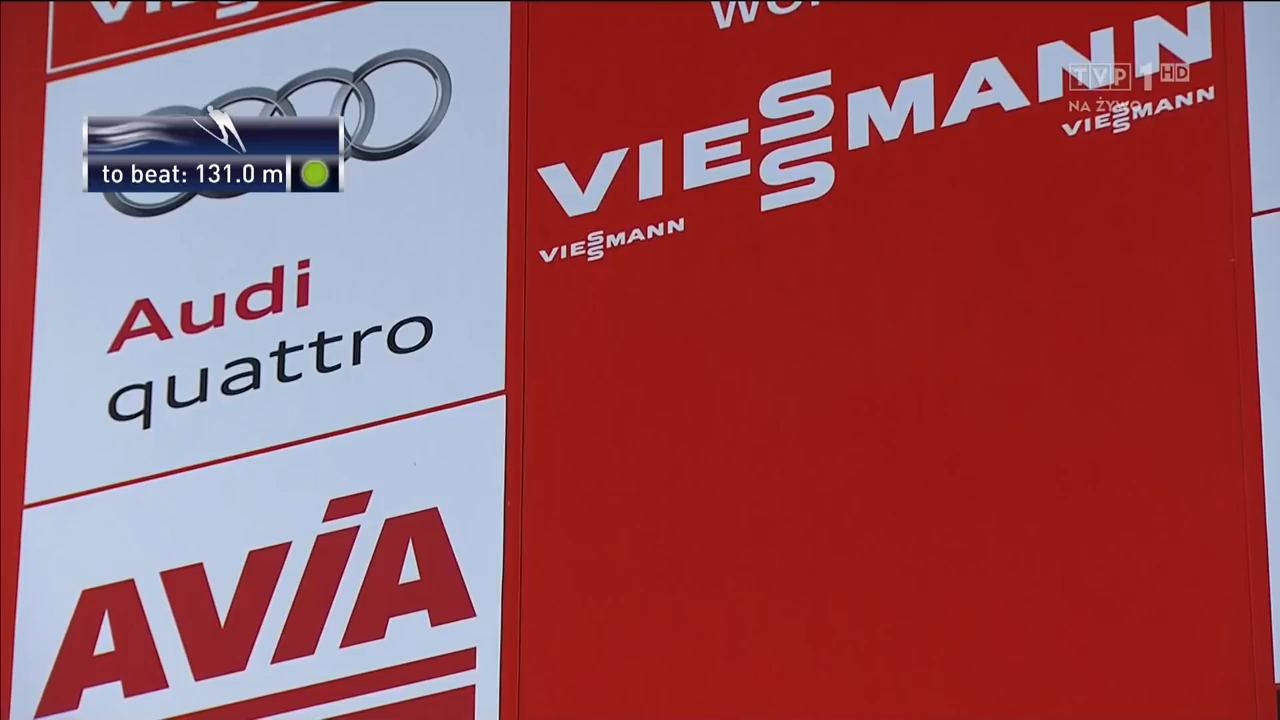 VIESSMANN
TVP 1 HD
NA ŻYWO
VIESSMANN
VIESSMANN
to beat: 131.0 m
Audi
quattro
AVIA